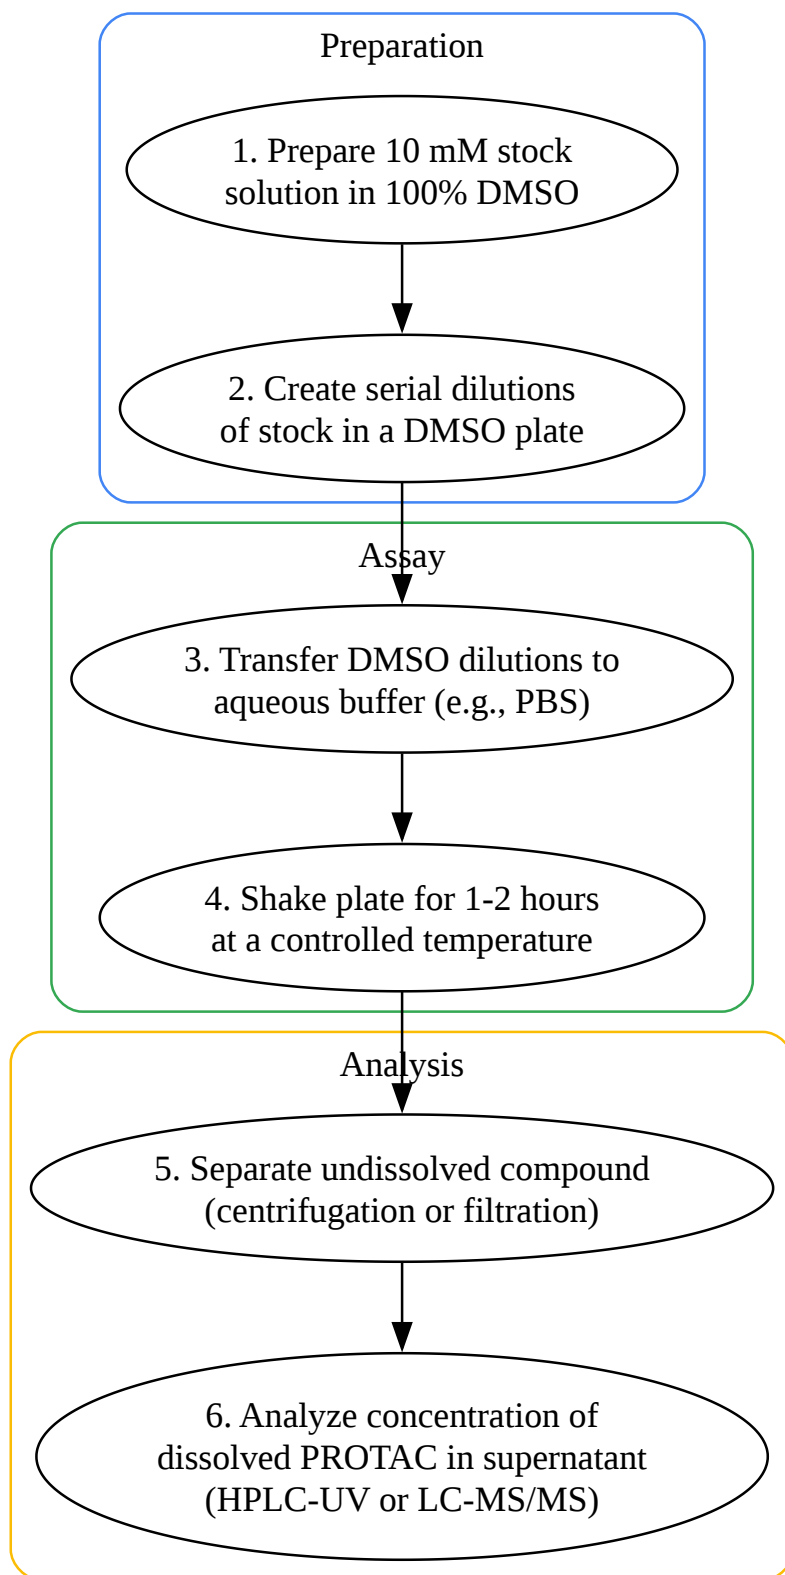 Preparation
1. Prepare 10 mM stock
solution in 100% DMSO
2. Create serial dilutions
of stock in a DMSO plate
Assay
3. Transfer DMSO dilutions to
aqueous buffer (e.g., PBS)
4. Shake plate for 1-2 hours
at a controlled temperature
Analysis
5. Separate undissolved compound
(centrifugation or filtration)
6. Analyze concentration of
dissolved PROTAC in supernatant
(HPLC-UV or LC-MS/MS)